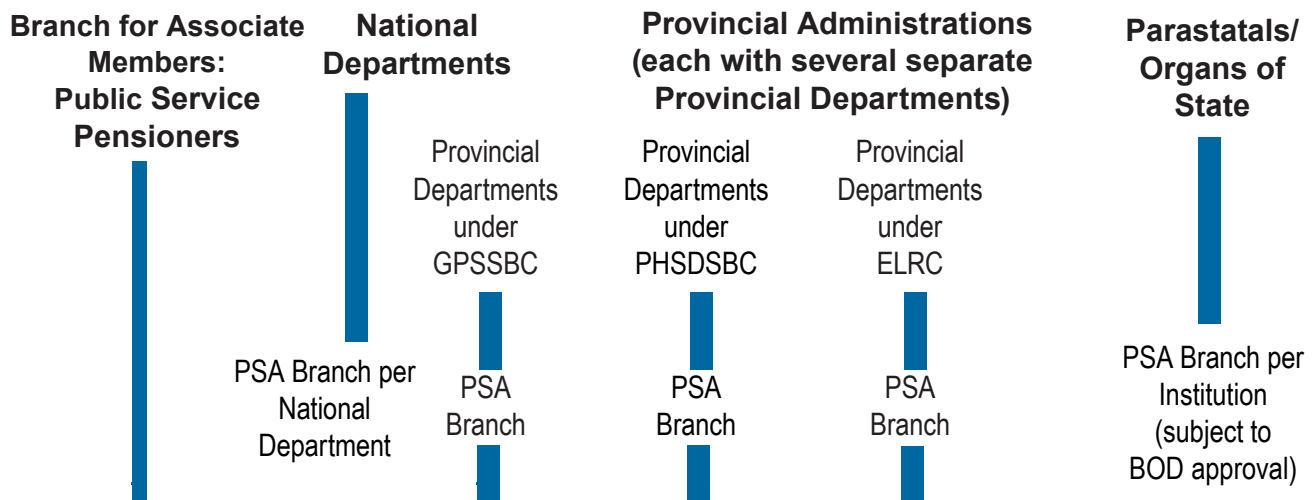 Branch for Associate
Members:
Public Service
Pensioners
National
Departments
Provincial Administrations
(each with several separate
Provincial Departments)
Parastatals/
Organs of
State
Provincial
Departments
under
GPSSBC
Provincial
Departments
under
PHSDSBC
Provincial
Departments
under
ELRC
PSA Branch per
National
Department
PSA
Branch
PSA
Branch
PSA
Branch
PSA Branch per
Institution
(subject to
BOD approval)